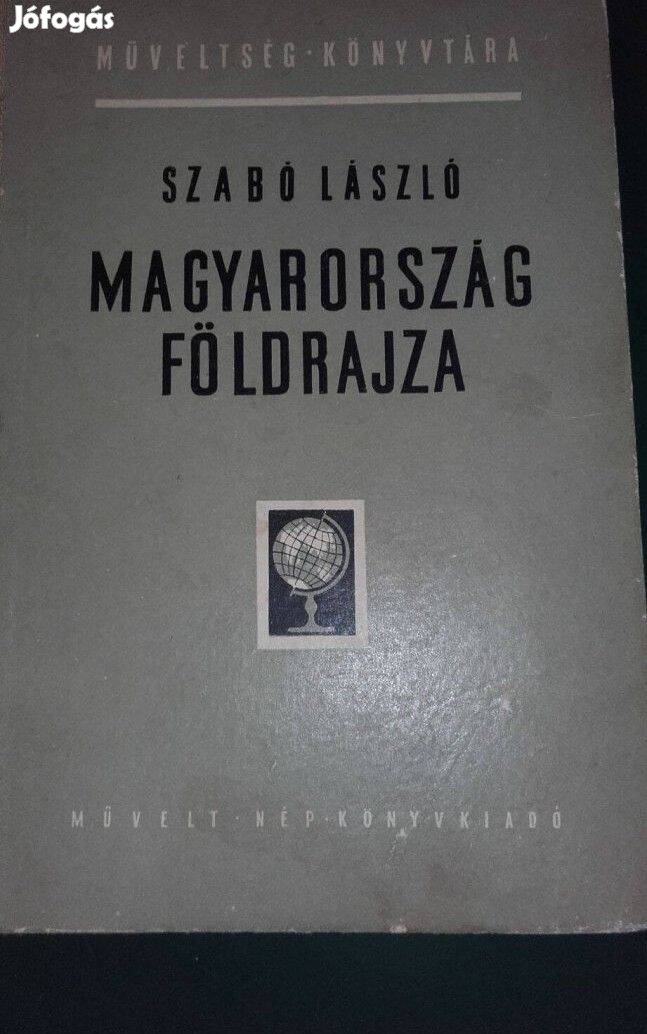 Jófogás
MŰVELTSÉG · KÖNYVTÁRA
SZABÓ LÁSZLÓ
MAGYARORSZÁG
FÖLDRAJZA
MŰVELT · NÉP · KÖNYVKIADÓ